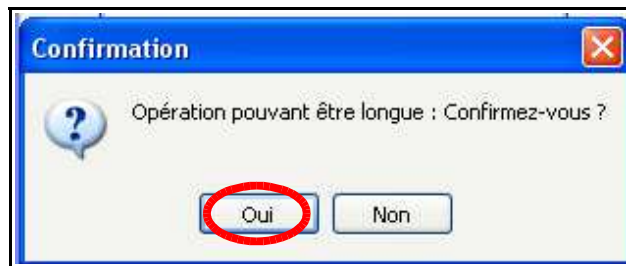 Confirmation
Opération pouvant être longue : Confirmez-vous ?
Oui Non